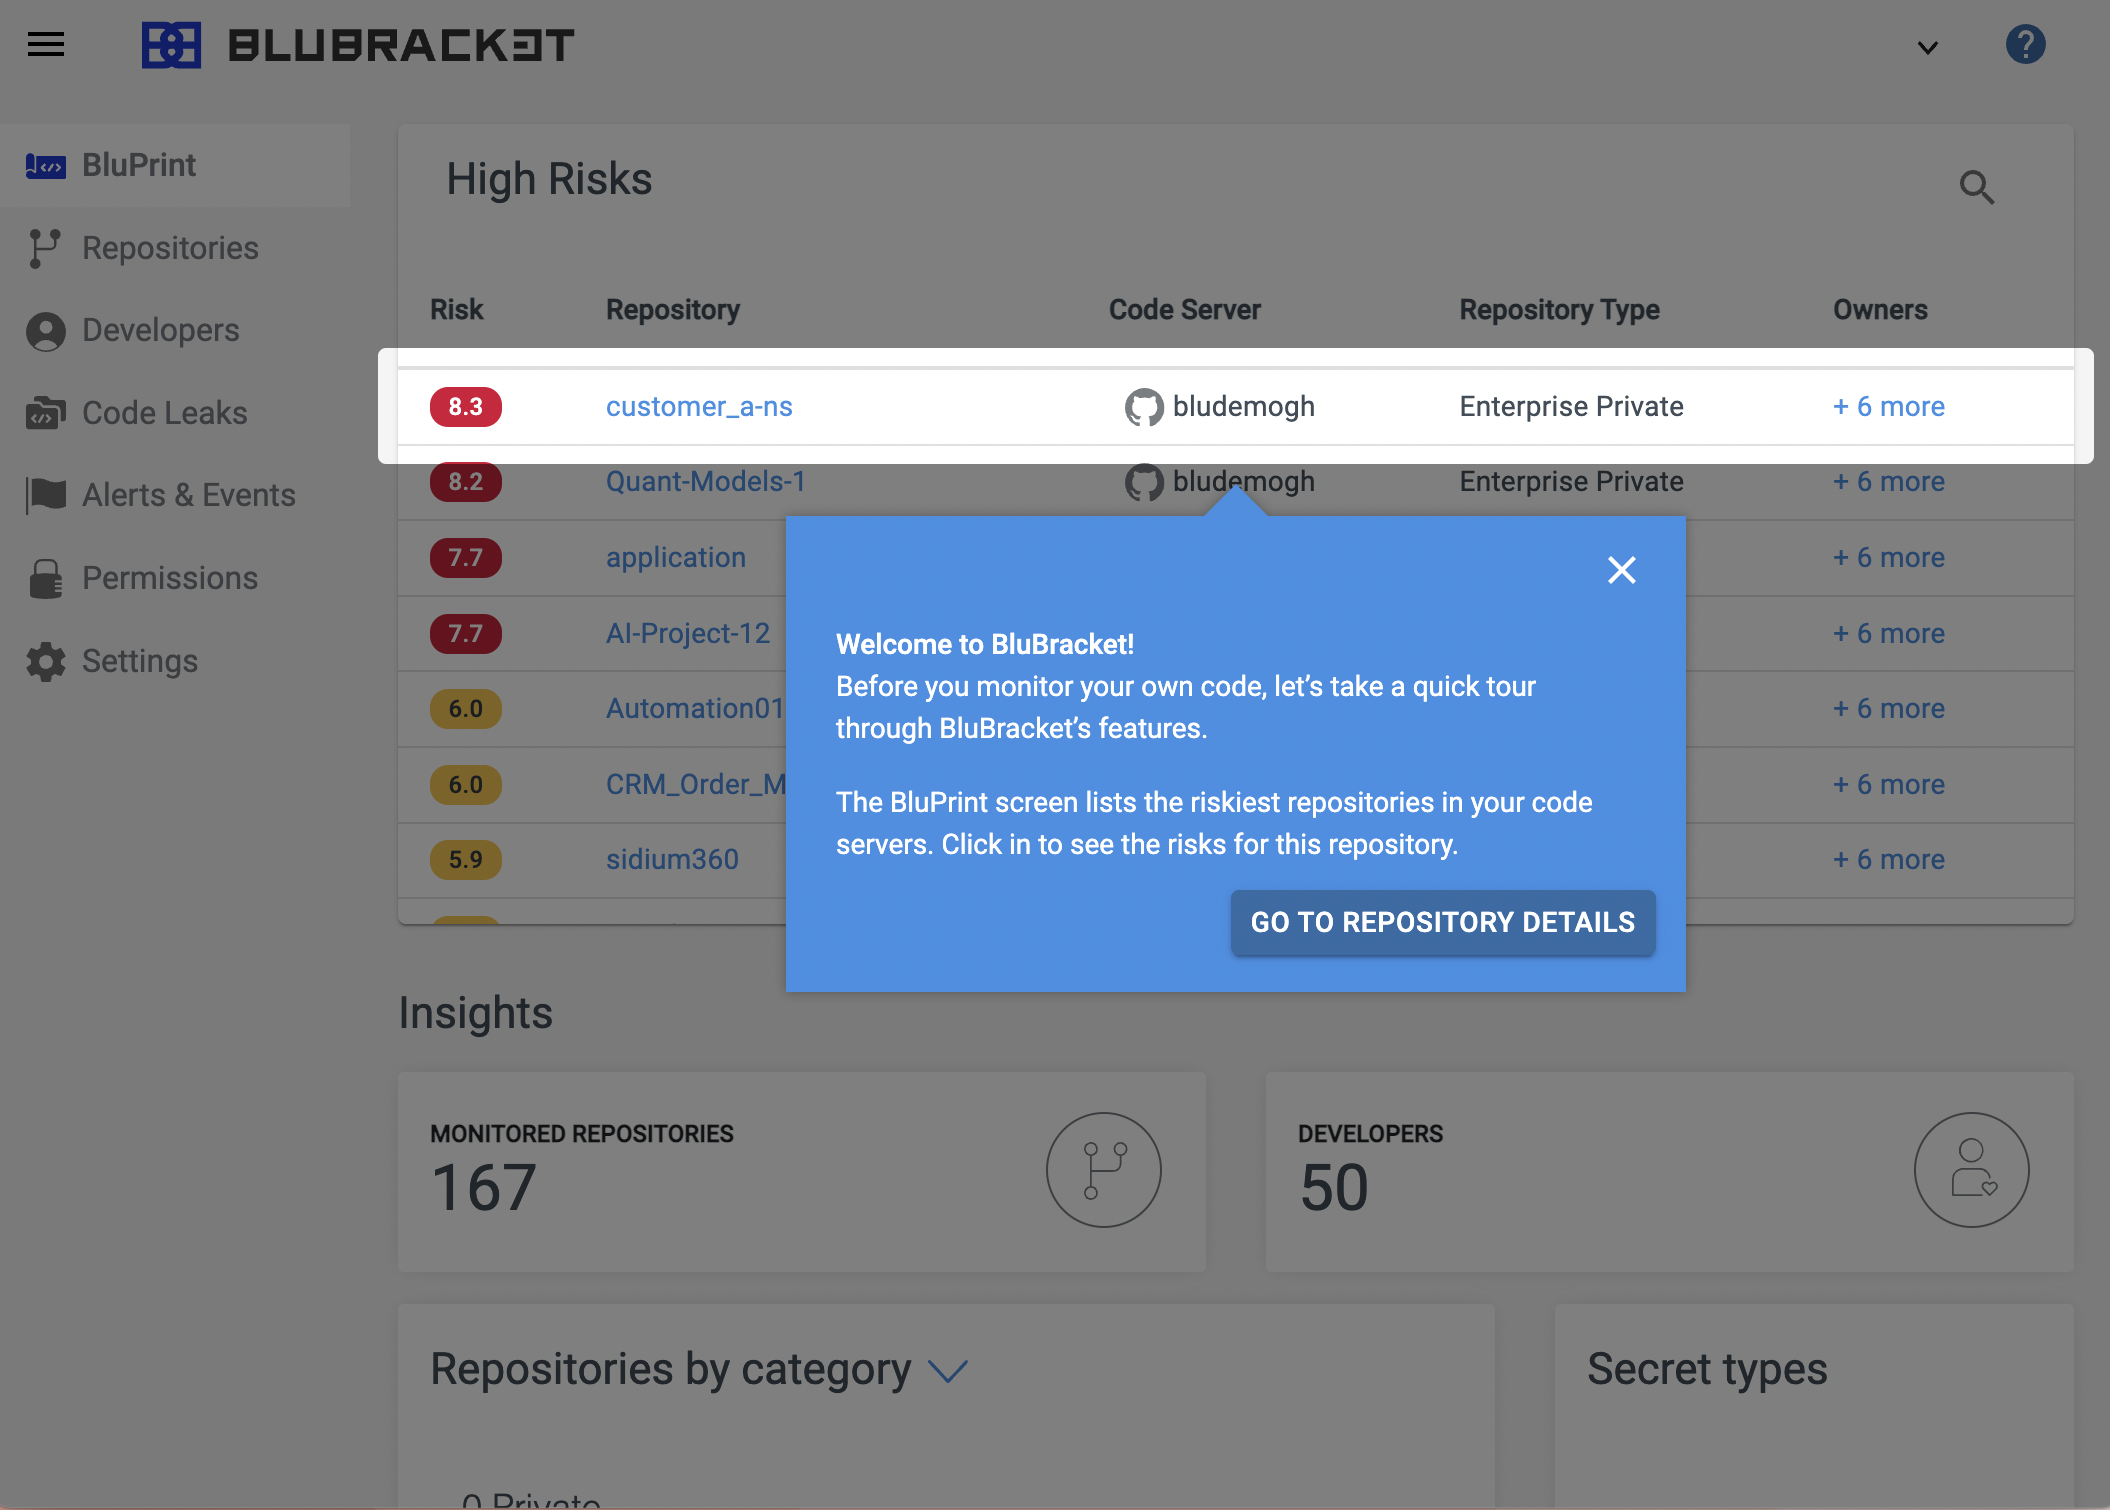 BLUBRACKET
?
BluPrint
Repositories
Developers
Code Leaks
Alerts & Events
Permissions
Settings
High Risks
Risk Repository Code Server Repository Type Owners
8.3 customer_a-ns bludemogh Enterprise Private + 6 more
8.2 Quant-Models-1 bludemogh Enterprise Private + 6 more
7.7 application + 6 more
7.7 AI-Project-12 + 6 more
6.0 Automation01 + 6 more
6.0 CRM_Order_M + 6 more
5.9 sidium360 + 6 more
Welcome to BluBracket!
Before you monitor your own code, let’s take a quick tour
through BluBracket’s features.
The BluPrint screen lists the riskiest repositories in your code
servers. Click in to see the risks for this repository.
GO TO REPOSITORY DETAILS
Insights
MONITORED REPOSITORIES
167
DEVELOPERS
50
Repositories by category
Secret types
0 Private